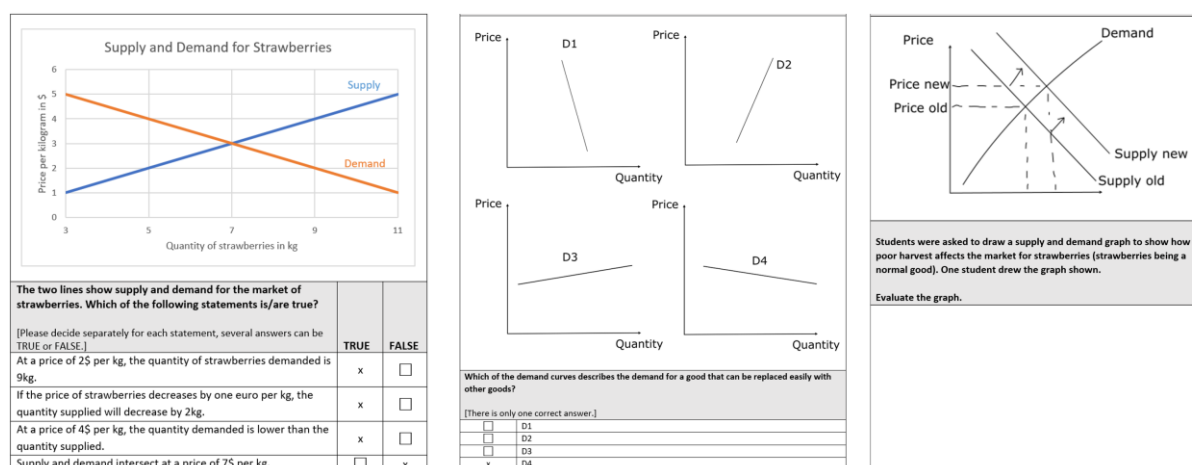 Supply and Demand for Strawberries
6
5
4
3
2
1
0
Price per kilogram in $
Supply
Demand
3
5
7
9
11
Quantity of strawberries in kg
The two lines show supply and demand for the market of
strawberries. Which of the following statements is/are true?
[Please decide separately for each statement, several answers can be
TRUE or FALSE.]
TRUE
FALSE
At a price of 2$ per kg, the quantity of strawberries demanded is
9kg.
x
If the price of strawberries decreases by one euro per kg, the
quantity supplied will decrease by 2kg.
x
At a price of 4$ per kg, the quantity demanded is lower than the
quantity supplied.
x
Supply and demand intersect at a price of 7$ per kg
x
Price
D1
Quantity
Price
D2
Quantity
Price
D3
Quantity
Price
D4
Quantity
Which of the demand curves describes the demand for a good that can be replaced easily with
other goods?
[There is only one correct answer.]
D1
D2
D3
x
D4
Price
Demand
Price new
Price old
Supply new
Supply old
Students were asked to draw a supply and demand graph to show how
poor harvest affects the market for strawberries (strawberries being a
normal good). One student drew the graph shown.
Evaluate the graph.